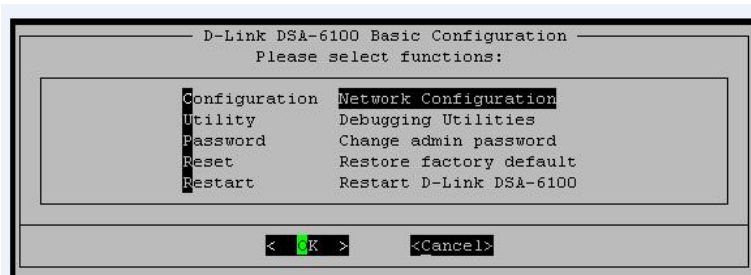 D-Link DSA-6100 Basic Configuration
Please select functions:
Configuration Network Configuration
Utility Debugging Utilities
Password Change admin password
Reset Restore factory default
Restart Restart D-Link DSA-6100
< OK > <Cancel>